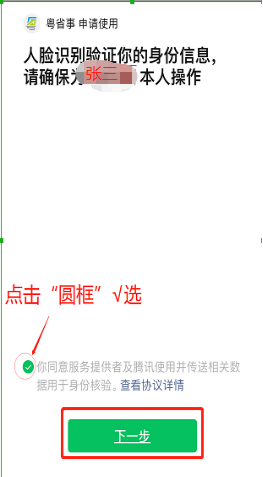 粤省事 申请使用
人脸识别验证你的身份信息，
请确保为张三 本人操作
点击“圆框”√选
你同意服务提供者及腾讯使用并传送相关数
据用于身份核验。查看协议详情
下一步